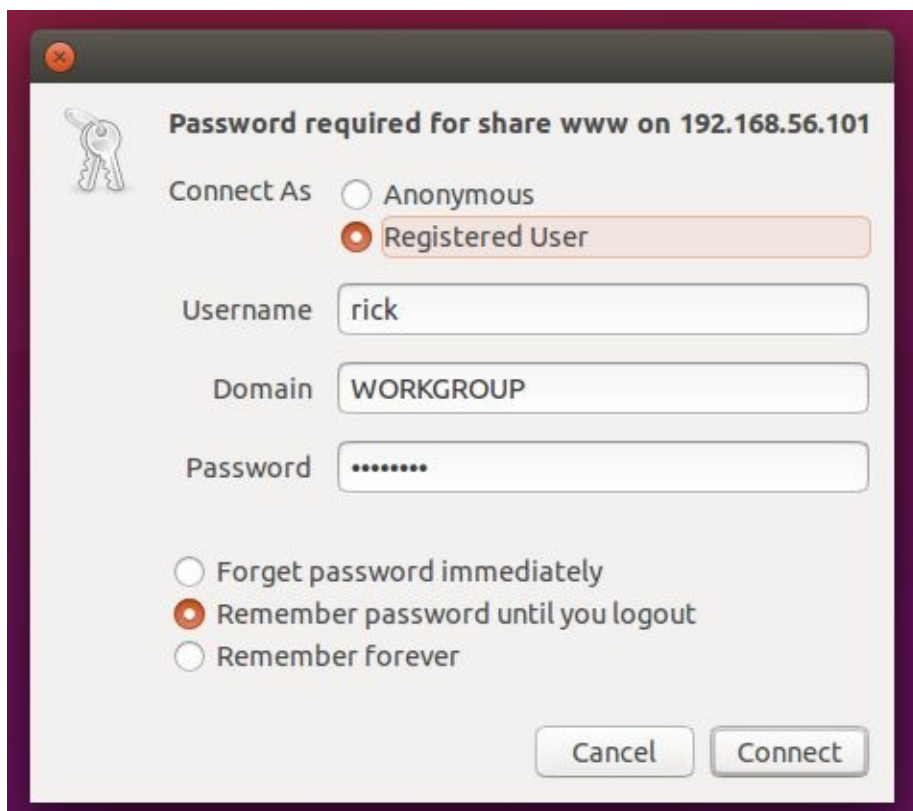 Password required for share www on 192.168.56.101
Connect As
Anonymous
Registered User
Username rick
Domain WORKGROUP
Password ••••••••
Forget password immediately
Remember password until you logout
Remember forever
Cancel Connect